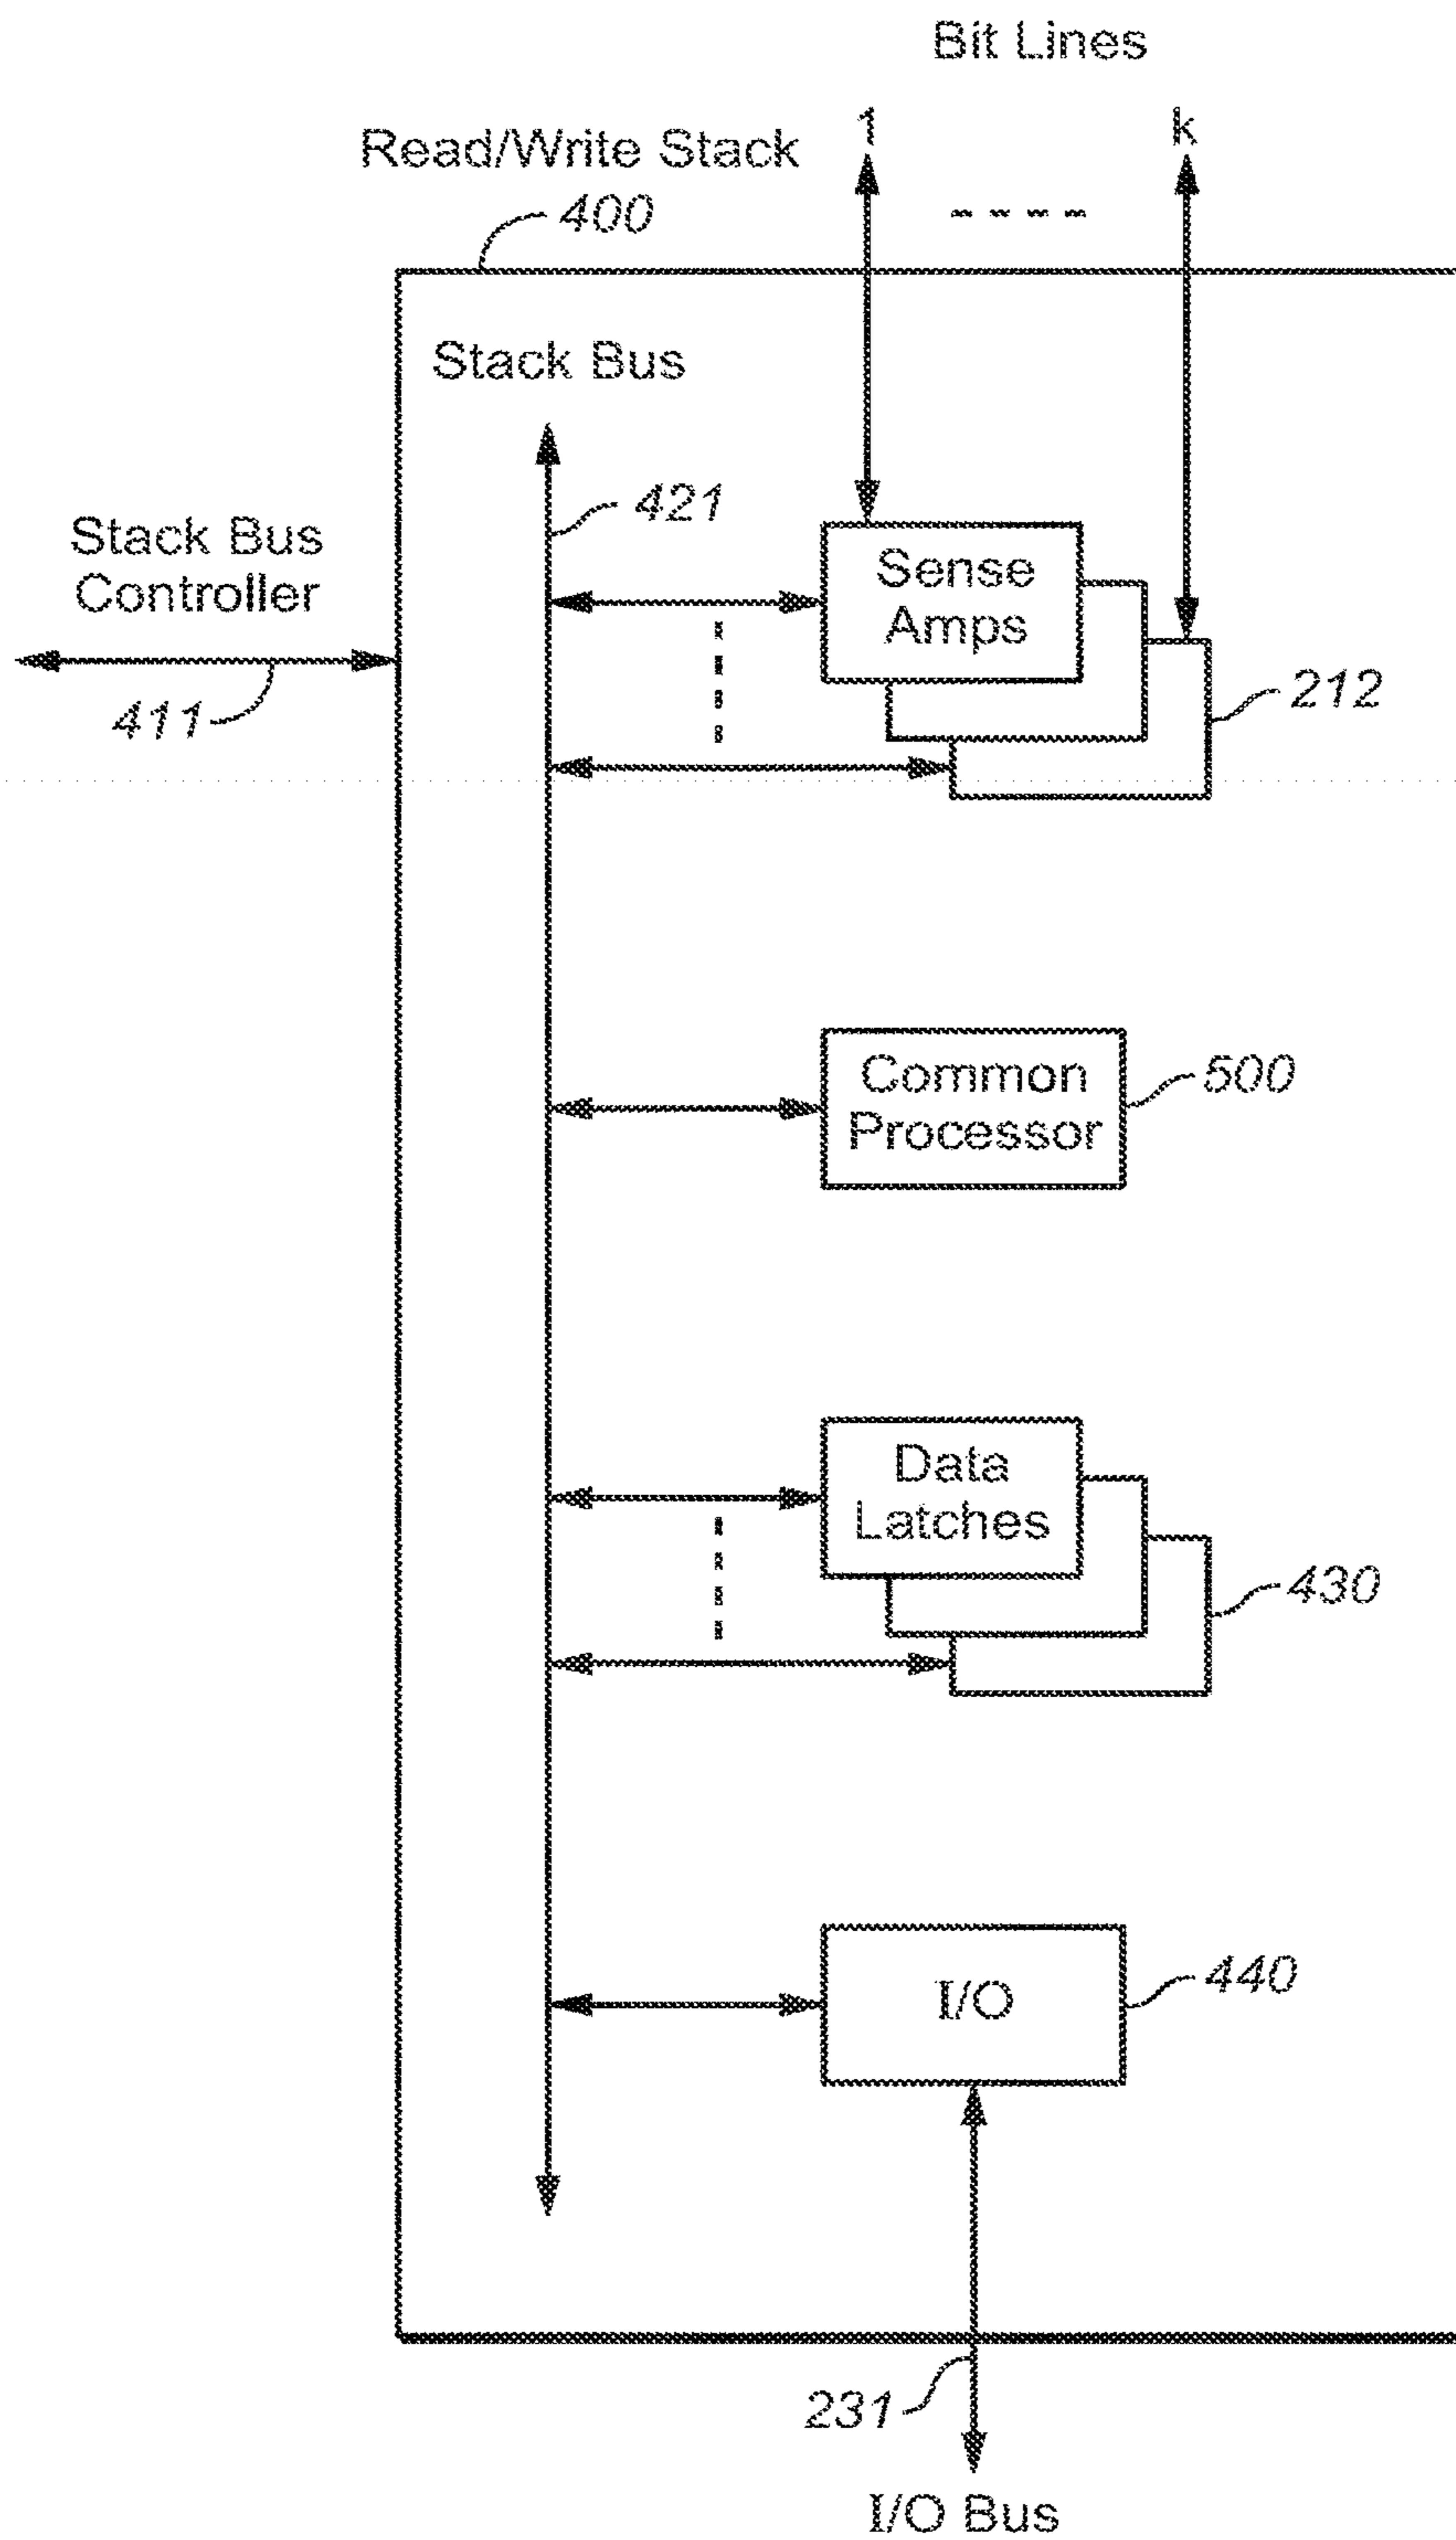 Bit Lines
1
k
Read/Write Stack
400
Stack Bus
421
Stack Bus
Controller
411
Sense
Amps
212
Common
Processor
500
Data
Latches
430
I/O
440
231
I/O Bus